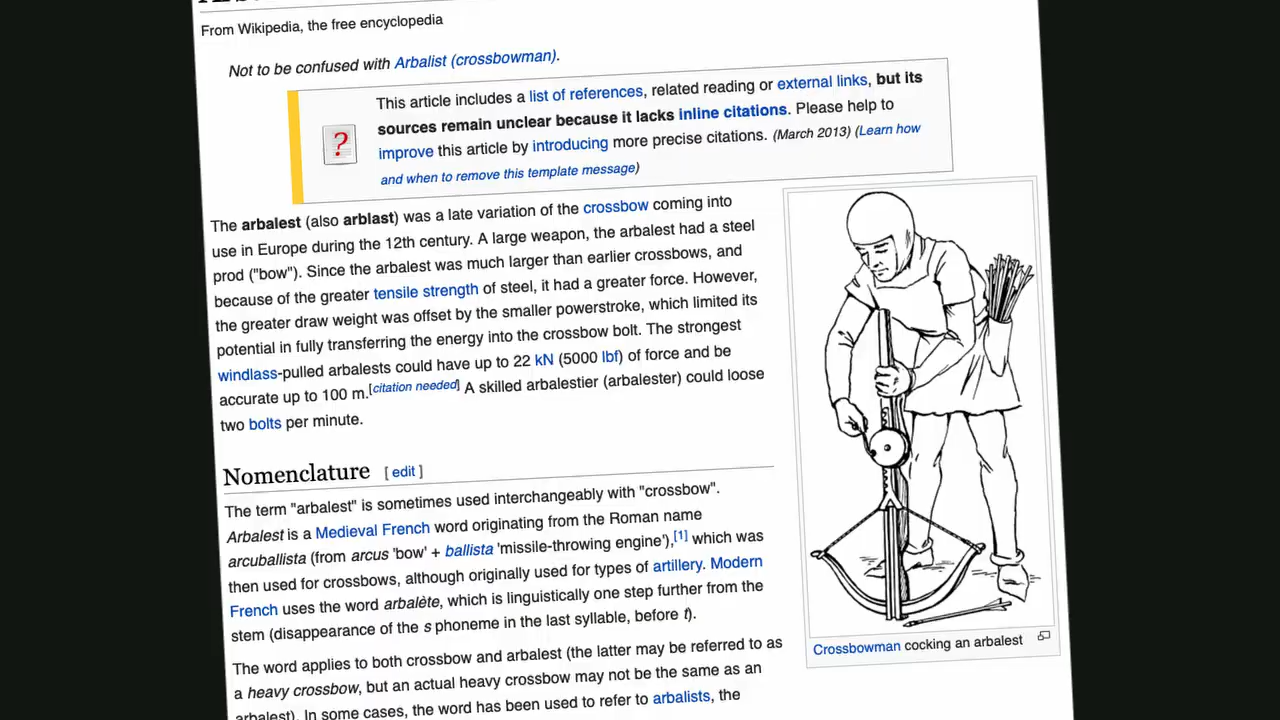 From Wikipedia, the free encyclopedia
Not to be confused with Arbalist (crossbowman).
This article includes a list of references, related reading or external links, but its
sources remain unclear because it lacks inline citations. Please help to
improve this article by introducing more precise citations. (March 2013) (Learn how
and when to remove this template message)
The arbalest (also arblast) was a late variation of the crossbow coming into
use in Europe during the 12th century. A large weapon, the arbalest had a steel
prod ("bow"). Since the arbalest was much larger than earlier crossbows, and
because of the greater tensile strength of steel, it had a greater force. However,
the greater draw weight was offset by the smaller powerstroke, which limited its
potential in fully transferring the energy into the crossbow bolt. The strongest
windlass-pulled arbalests could have up to 22 kN (5000 lbf) of force and be
accurate up to 100 m.[citation needed] A skilled arbalestier (arbalester) could loose
two bolts per minute.
Nomenclature [ edit ]
The term "arbalest" is sometimes used interchangeably with "crossbow".
Arbalest is a Medieval French word originating from the Roman name
arcuballista (from arcus 'bow' + ballista 'missile-throwing engine'),[1] which was
then used for crossbows, although originally used for types of artillery. Modern
French uses the word arbalète, which is linguistically one step further from the
stem (disappearance of the s phoneme in the last syllable, before t).
The word applies to both crossbow and arbalest (the latter may be referred to as
a heavy crossbow, but an actual heavy crossbow may not be the same as an
arbalest). In some cases, the word has been used to refer to arbalists, the
Crossbowman cocking an arbalest